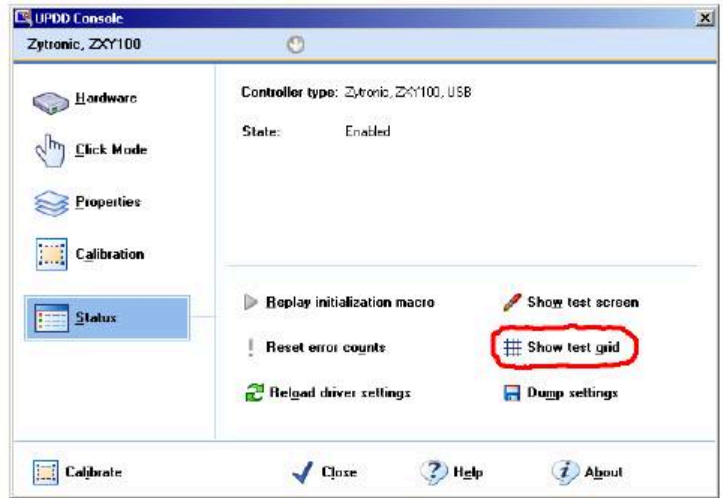 UPDD Console
Zytronic, ZXY100
Hardware
Click Mode
Properties
Calibration
Status
Controller type: Zytronic, ZXY100, USB
State: Enabled
Replay initialization macro
Show test screen
Reset error counts
Show test grid
Reload driver settings
Dump settings
Calibrate
Close
Help
About